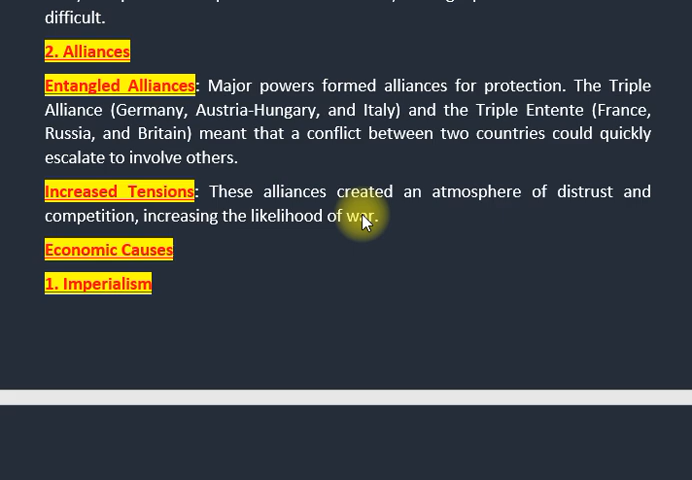 difficult.
2. Alliances
Entangled Alliances: Major powers formed alliances for protection. The Triple
Alliance (Germany, Austria-Hungary, and Italy) and the Triple Entente (France,
Russia, and Britain) meant that a conflict between two countries could quickly
escalate to involve others.
Increased Tensions: These alliances created an atmosphere of distrust and
competition, increasing the likelihood of war.
Economic Causes
1. Imperialism